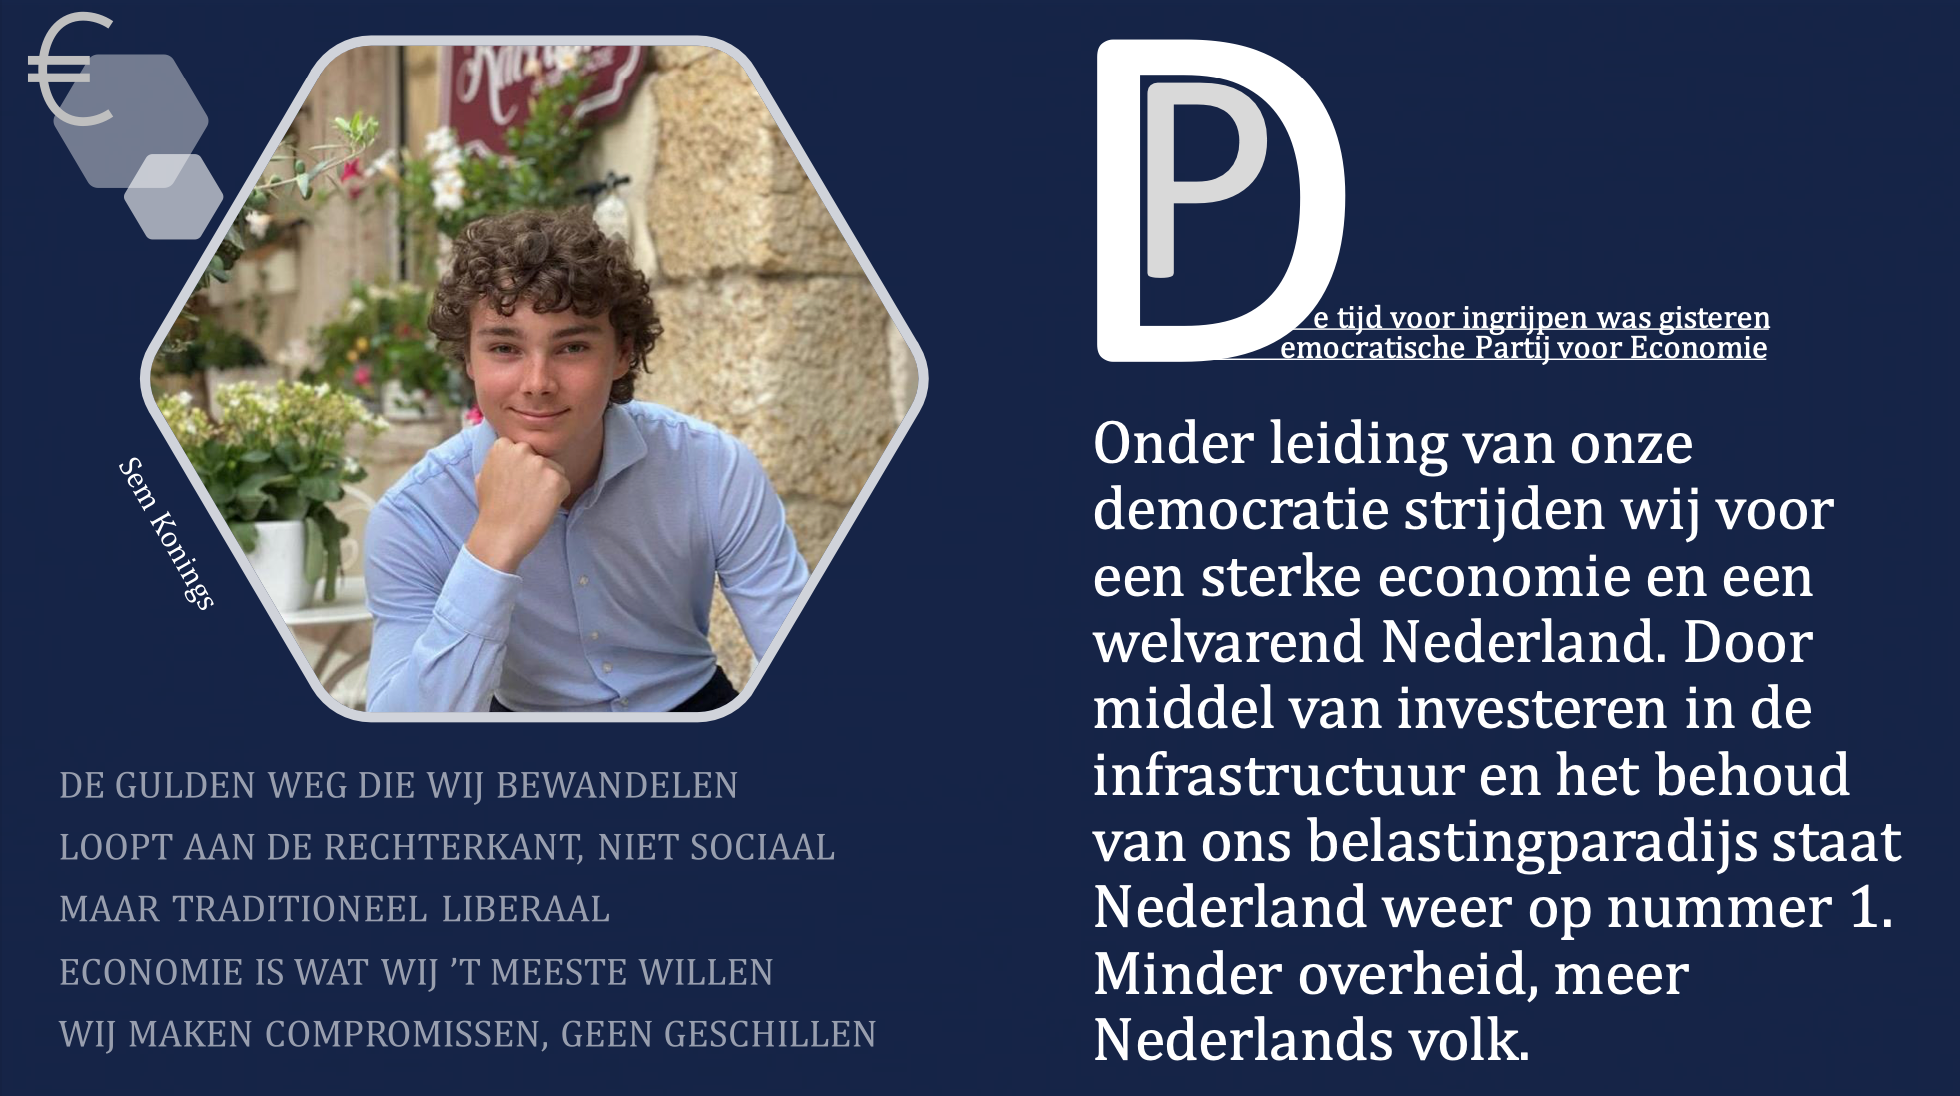 €
Sem Konings
DE GULDEN WEG DIE WIJ BEWANDELEN
LOOPT AAN DE RECHTERKANT, NIET SOCIAAL
MAAR TRADITIONEEL LIBERAAL
ECONOMIE IS WAT WIJ ’T MEESTE WILLEN
WIJ MAKEN COMPROMISSEN, GEEN GESCHILLEN
D
P
e tijd voor ingrijpen was gisteren
emocratische Partij voor Economie
Onder leiding van onze
democratie strijden wij voor
een sterke economie en een
welvarend Nederland. Door
middel van investeren in de
infrastructuur en het behoud
van ons belastingparadijs staat
Nederland weer op nummer 1.
Minder overheid, meer
Nederlands volk.